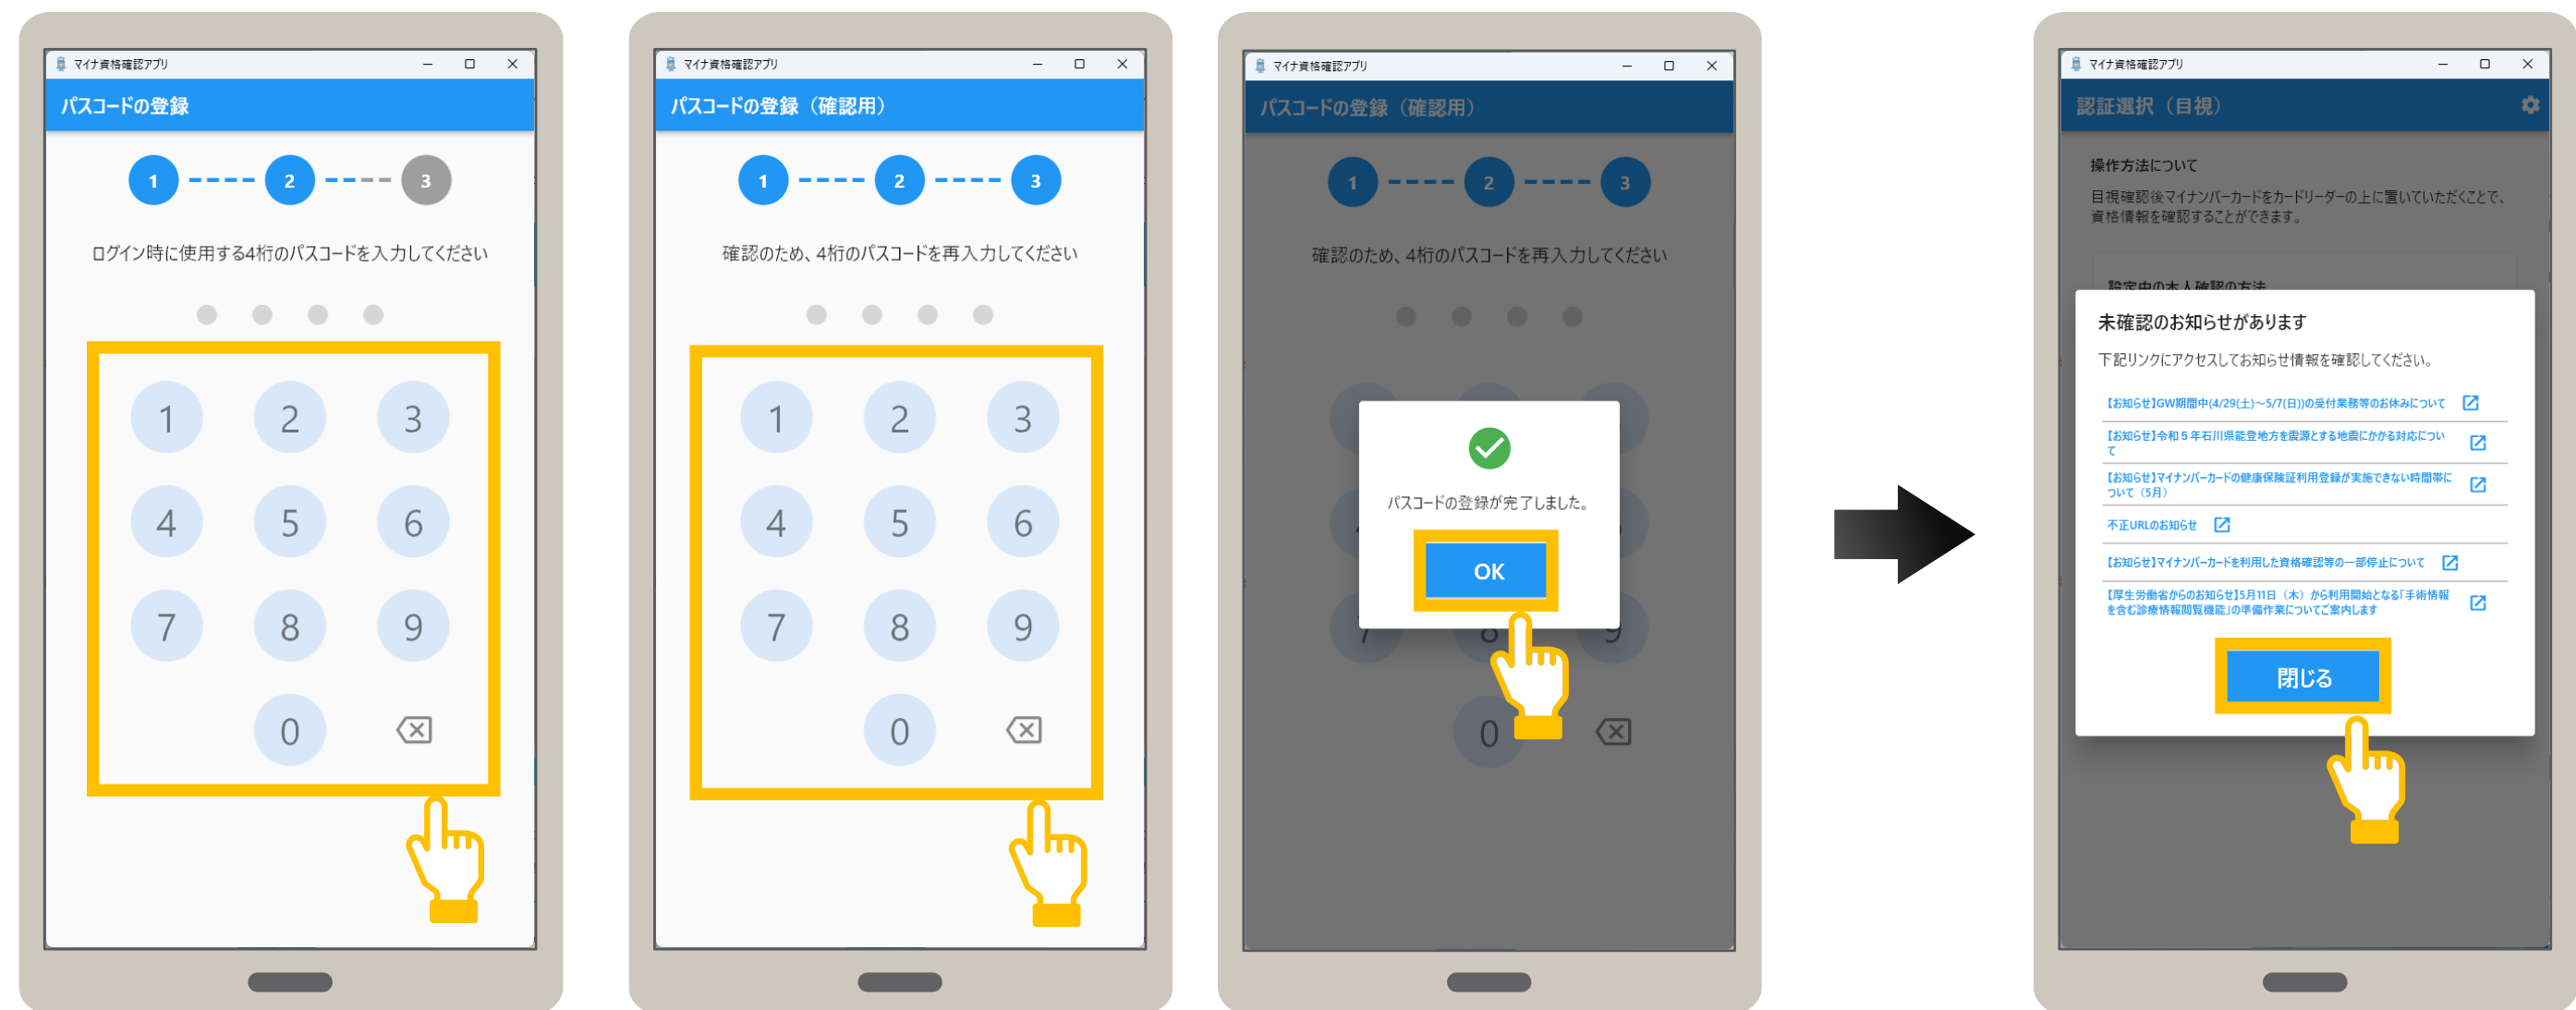 マイナ資格確認アプリ
パスコードの登録
1 2 3
ログイン時に使用する4桁のパスコードを入力してください
1 2 3
4 5 6
7 8 9
0
マイナ資格確認アプリ
パスコードの登録（確認用）
1 2 3
確認のため、4桁のパスコードを再入力してください
1 2 3
4 5 6
7 8 9
0
マイナ資格確認アプリ
パスコードの登録（確認用）
1 2 3
確認のため、4桁のパスコードを再入力してください
パスコードの登録が完了しました。
OK
7 8 9
0
マイナ資格確認アプリ
認証選択（目視）
操作方法について
目視確認後マイナンバーカードをカードリーダーの上に置いていただくことで、
資格情報を確認することができます。
設定中の本人確認の方法
未確認のお知らせがあります
下記リンクにアクセスしてお知らせ情報を確認してください。
【お知らせ】GW期間中(4/29(土)～5/7(日))の受付業務等のお休みについて
【お知らせ】令和５年石川県能登地方を震源とする地震にかかる対応につい
て
【お知らせ】マイナンバーカードの健康保険証利用登録が実施できない時間帯に
ついて（5月）
不正URLのお知らせ
【お知らせ】マイナンバーカードを利用した資格確認等の一部停止について
【厚生労働省からのお知らせ】5月11日（木）から利用開始となる「手術情報
を含む診療情報閲覧機能」の準備作業についてご案内します
閉じる